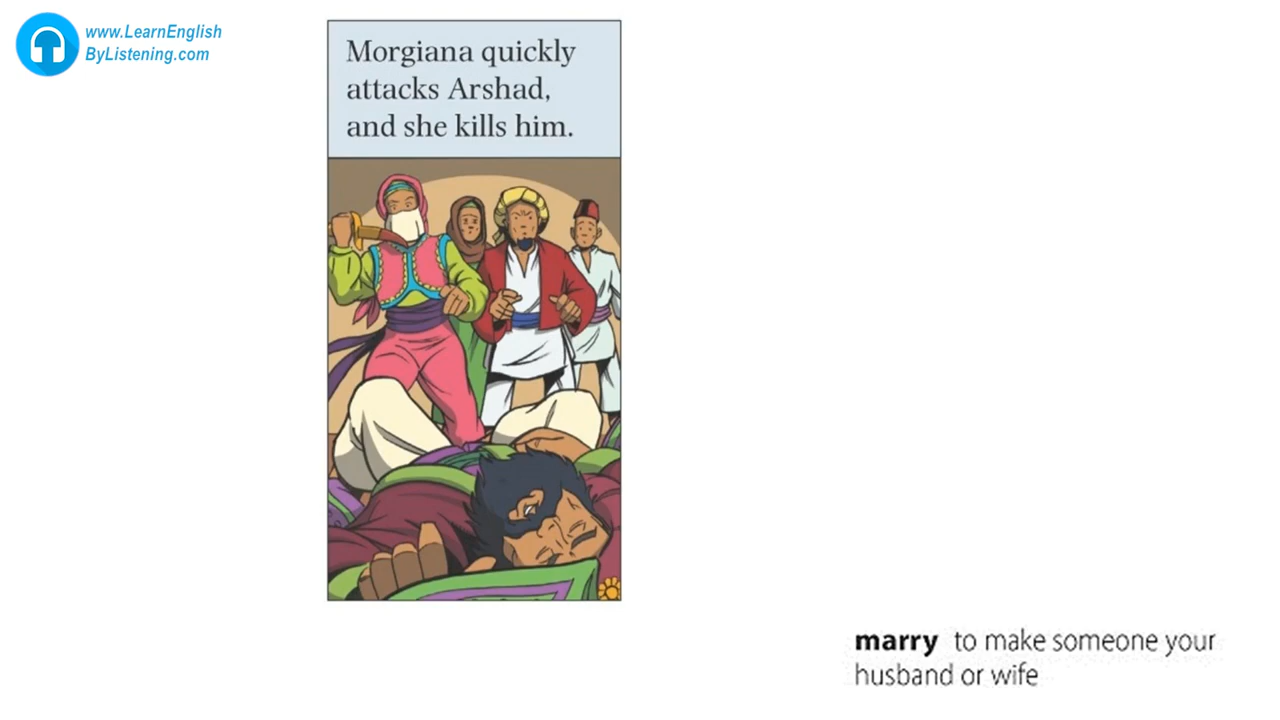 www.LearnEnglish
ByListening.com
Morgiana quickly
attacks Arshad,
and she kills him.
marry to make someone your
husband or wife